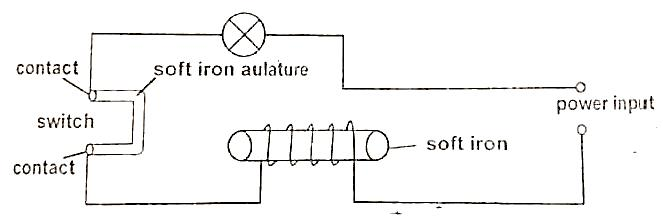 contact
soft iron aulature
power input
switch
soft iron
contact